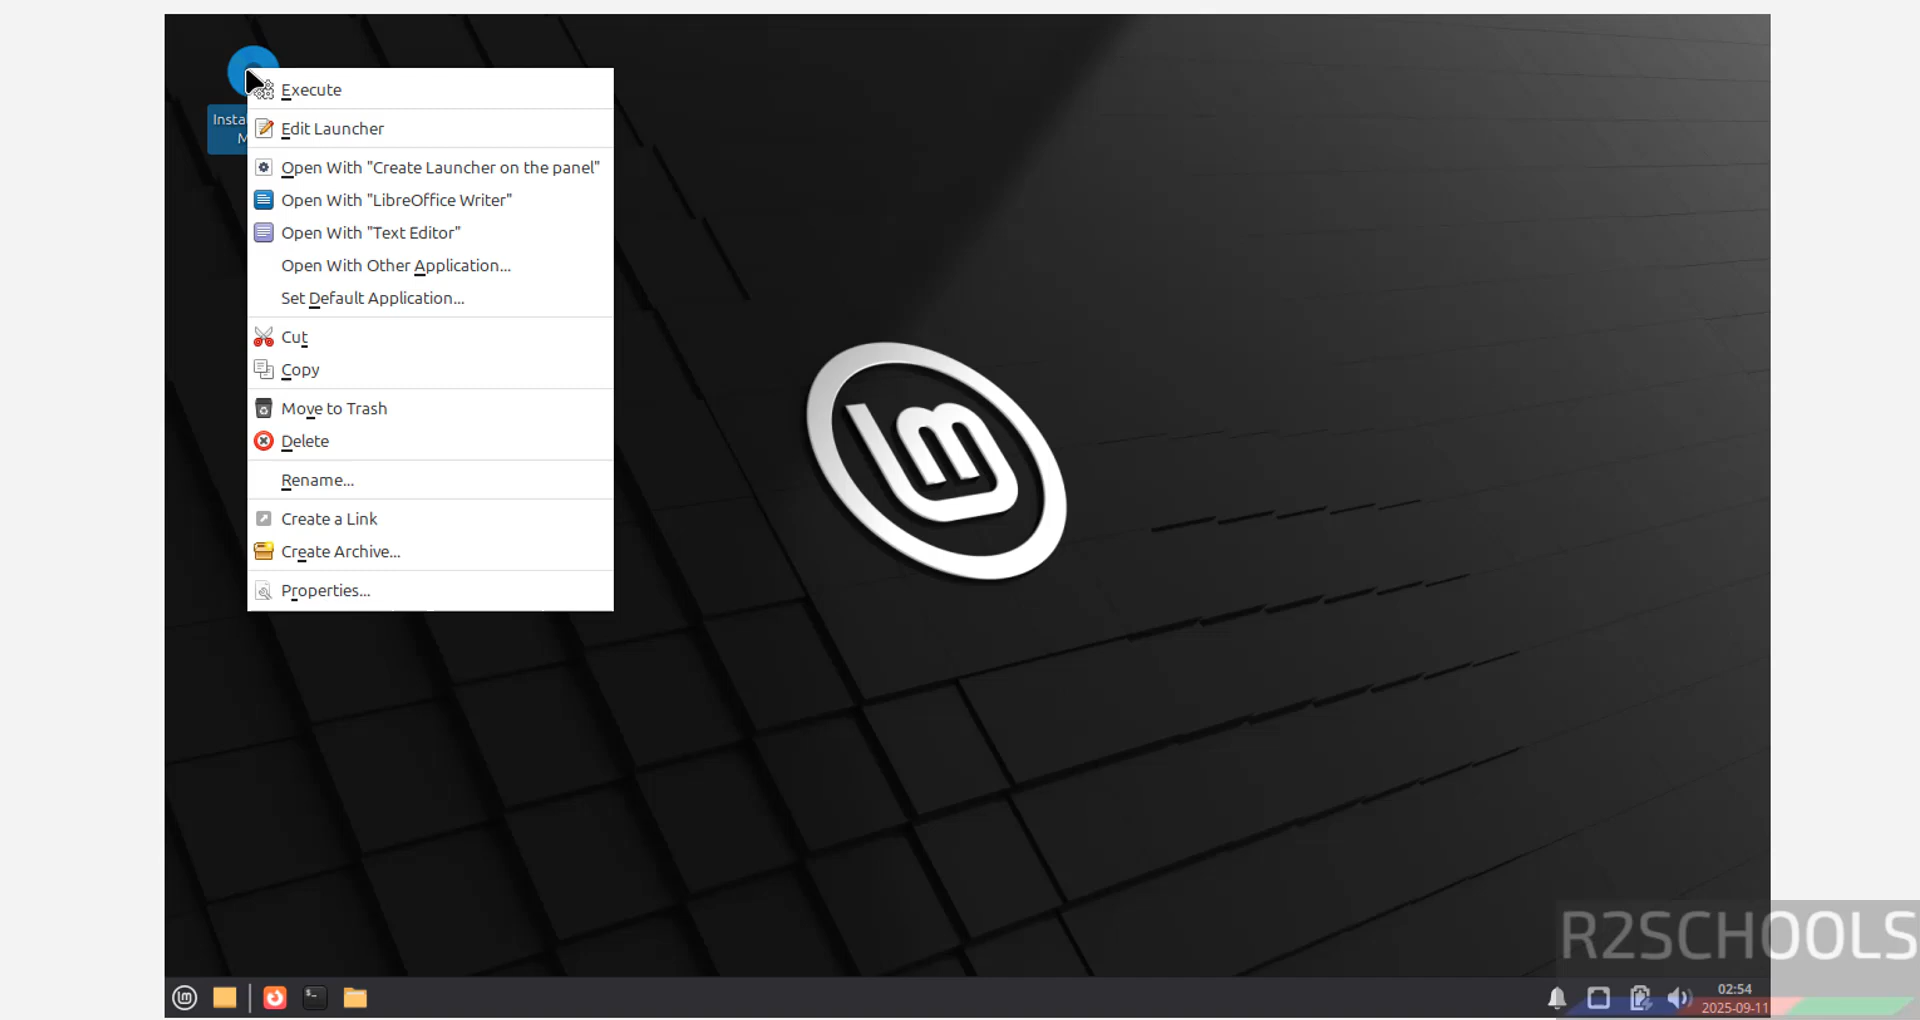 Execute
Edit Launcher
Open With "Create Launcher on the panel"
Open With "LibreOffice Writer"
Open With "Text Editor"
Open With Other Application...
Set Default Application...
Cut
Copy
Move to Trash
Delete
Rename...
Create a Link
Create Archive...
Properties...
R2SCHOOLS
02:54
2025-09-11